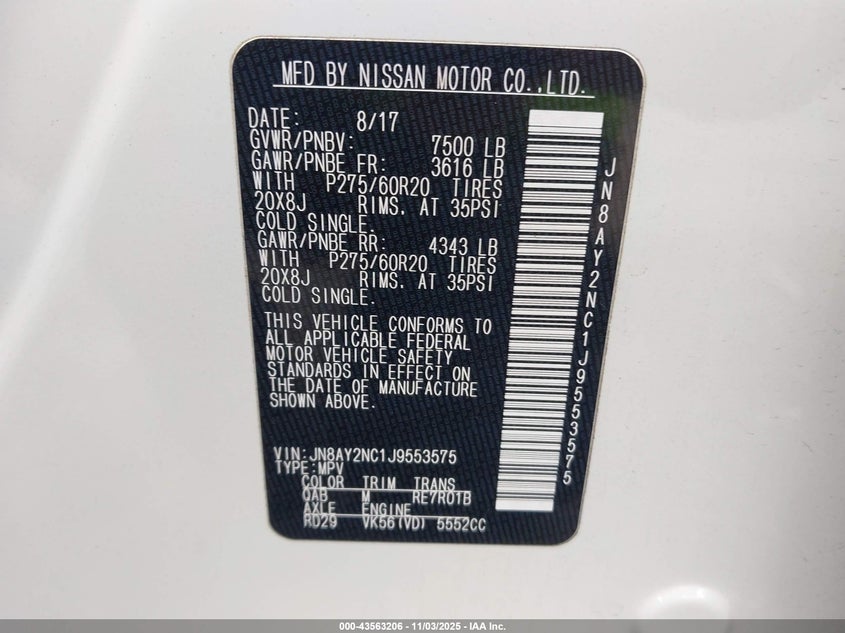 MFD BY NISSAN MOTOR CO.,LTD.
DATE: 8/17
GVWR/PNBV: 7500 LB
GAWR/PNBE FR: 3616 LB
WITH P275/60R20 TIRES
20X8J RIMS, AT 35PSI
COLD SINGLE.
GAWR/PNBE RR: 4343 LB
WITH P275/60R20 TIRES
20X8J RIMS, AT 35PSI
COLD SINGLE.
THIS VEHICLE CONFORMS TO
ALL APPLICABLE FEDERAL
MOTOR VEHICLE SAFETY
STANDARDS IN EFFECT ON
THE DATE OF MANUFACTURE
SHOWN ABOVE.
VIN:JN8AY2NC1J9553575
TYPE:MPV
COLOR TRIM TRANS
QAB M RE7R01B
AXLE ENGINE
RD29 VK56(VD) 5552CC
JN8AY2NC1J9553575
000-43563206 - 11/03/2025 - IAA Inc.